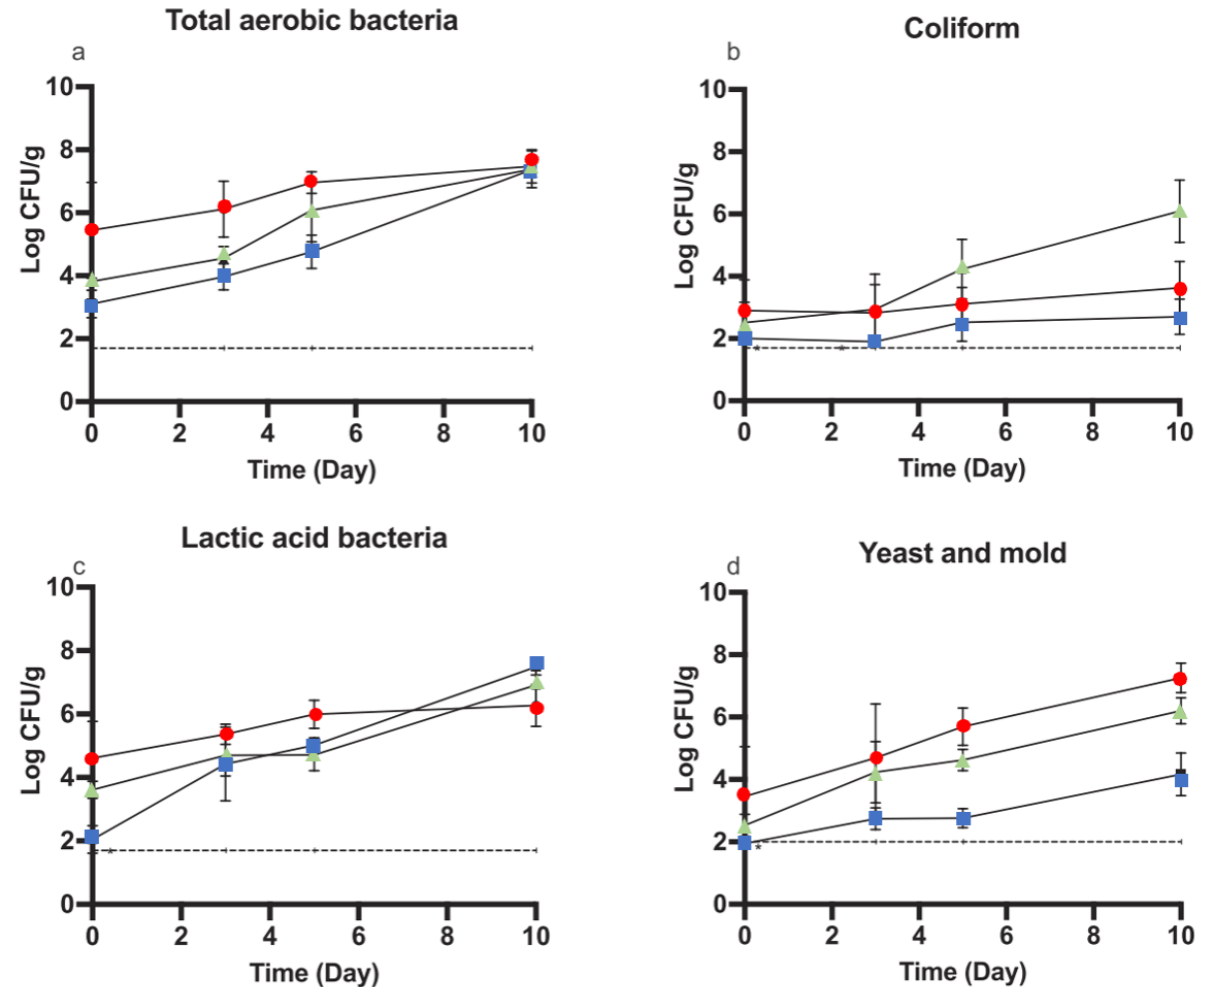 Total aerobic bacteria
a
Log CFU/g
10
8
6
4
2
0
0 2 4 6 8 10
Time (Day)
Coliform
b
Log CFU/g
10
8
6
4
2
0
* *
0 2 4 6 8 10
Time (Day)
Lactic acid bacteria
c
Log CFU/g
10
8
6
4
2
0
*
0 2 4 6 8 10
Time (Day)
Yeast and mold
d
Log CFU/g
10
8
6
4
2
0
*
0 2 4 6 8 10
Time (Day)